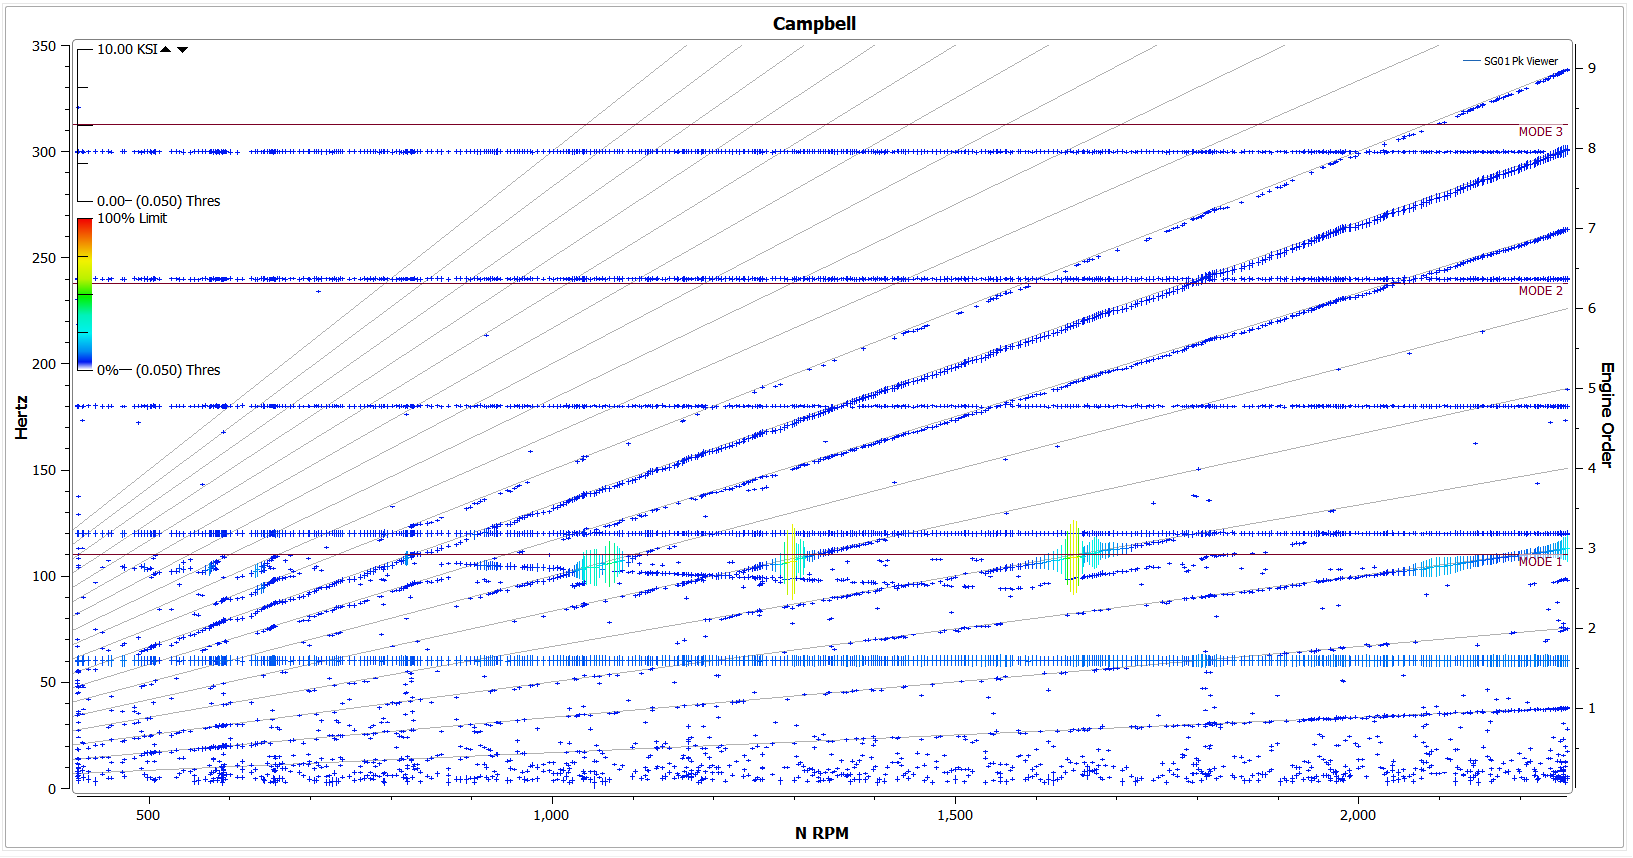 Campbell
350
300
250
200
150
100
50
0
Hertz
10.00 KSI
0.00 (0.050) Thres
100% Limit
0% (0.050) Thres
SG01 Pk Viewer
MODE 3
MODE 2
MODE 1
9
8
7
6
5
4
3
2
1
Engine Order
500
1,000
1,500
2,000
N RPM